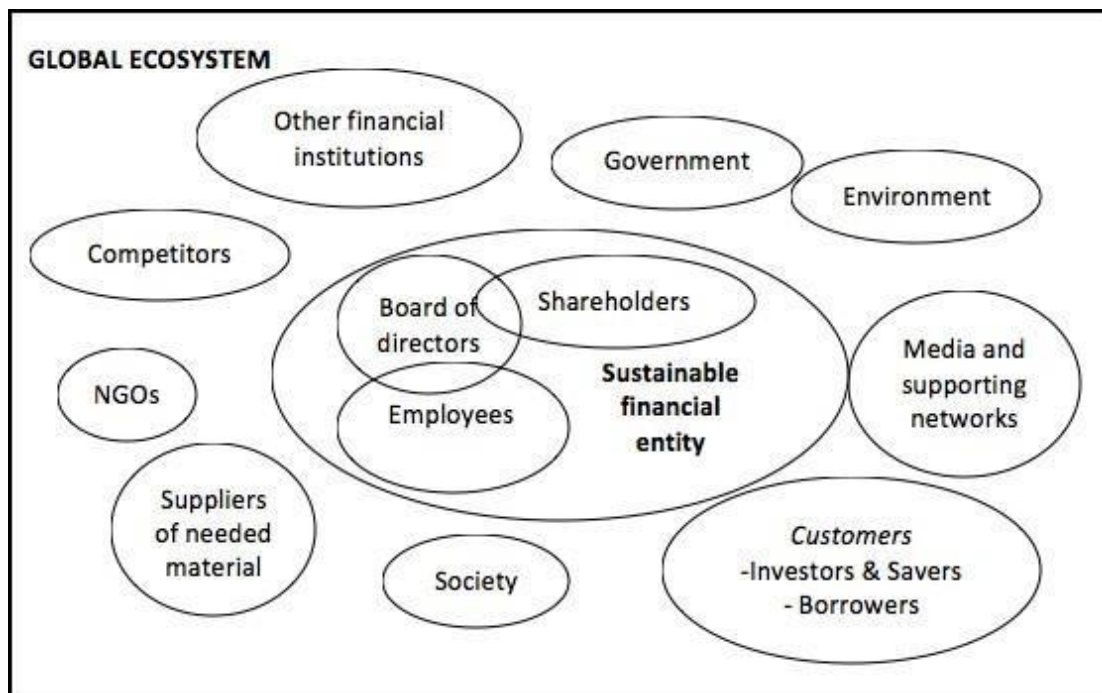 GLOBAL ECOSYSTEM
Other financial
institutions
Government
Environment
Competitors
Board of
directors
Shareholders
Sustainable
financial
entity
Employees
Media and
supporting
networks
NGOs
Suppliers
of needed
material
Society
Customers
-Investors & Savers
- Borrowers